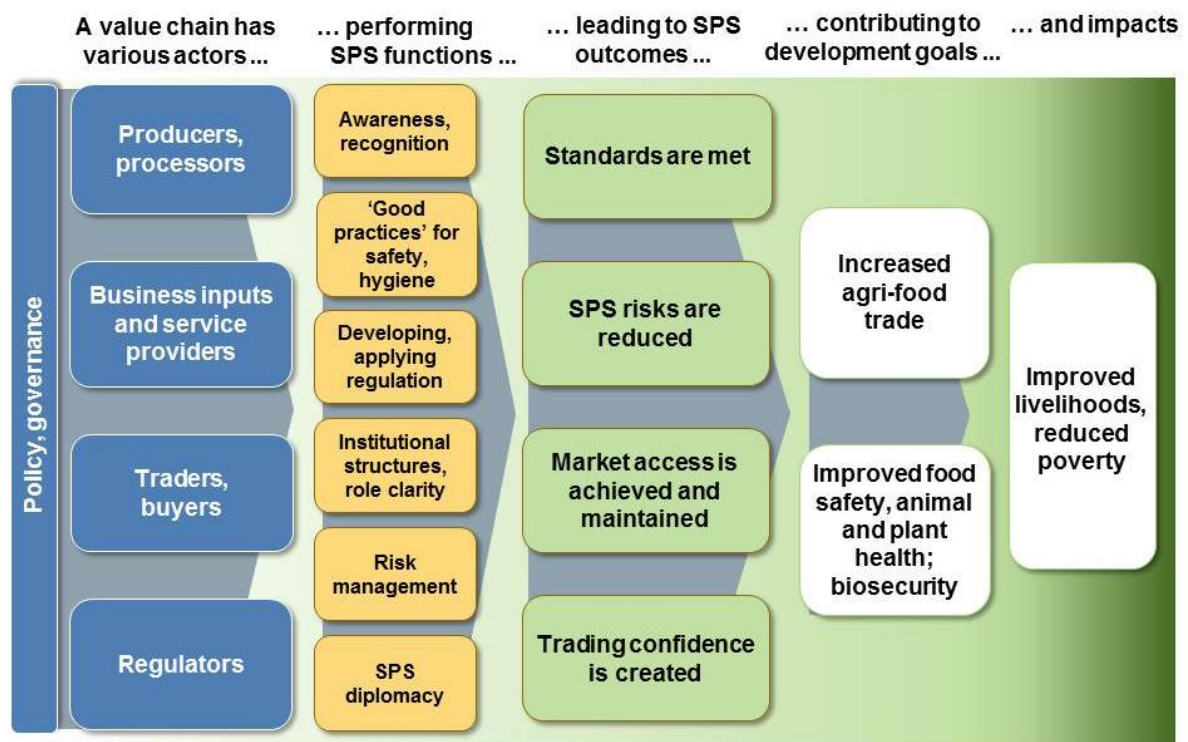 A value chain has
various actors ...
... performing
SPS functions ...
... leading to SPS
outcomes ...
... contributing to
development goals ...
... and impacts
Policy, governance
Producers,
processors
Business inputs
and service
providers
Traders,
buyers
Regulators
Awareness,
recognition
‘Good
practices’ for
safety,
hygiene
Developing,
applying
regulation
Institutional
structures,
role clarity
Risk
management
SPS
diplomacy
Standards are met
SPS risks are
reduced
Market access is
achieved and
maintained
Trading confidence
is created
Increased
agri-food
trade
Improved food
safety, animal
and plant
health;
biosecurity
Improved
livelihoods,
reduced
poverty